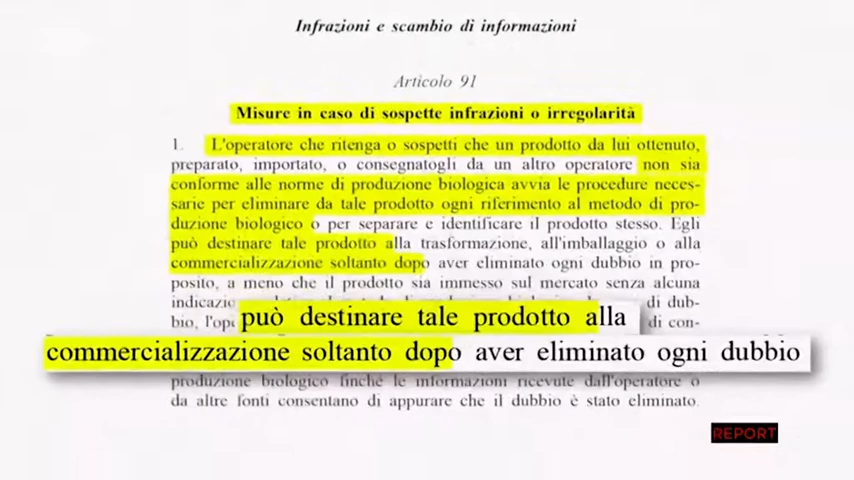 Infrazioni e scambio di informazioni
Articolo 91
Misure in caso di sospette infrazioni o irregolarità
1. L'operatore che ritenga o sospetti che un prodotto da lui ottenuto,
preparato, importato, o consegnatogli da un altro operatore non sia
conforme alle norme di produzione biologica avvia le procedure neces-
sarie per eliminare da tale prodotto ogni riferimento al metodo di pro-
duzione biologico o per separare e identificare il prodotto stesso. Egli
può destinare tale prodotto alla trasformazione, all'imballaggio o alla
commercializzazione soltanto dopo aver eliminato ogni dubbio in pro-
posito, a meno che il prodotto sia immesso sul mercato senza alcuna
di dub-
bio, di con-
può destinare tale prodotto alla
commercializzazione soltanto dopo aver eliminato ogni dubbio
produzione biologico finché le informazioni ricevute dall'operatore o
da altre fonti consentano di appurare che il dubbio è stato eliminato.
REPORT